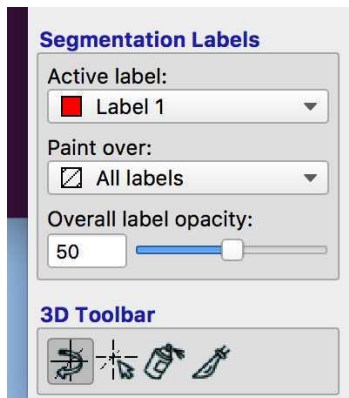 Segmentation Labels
Active label:
Label 1
Paint over:
All labels
Overall label opacity:
50
3D Toolbar